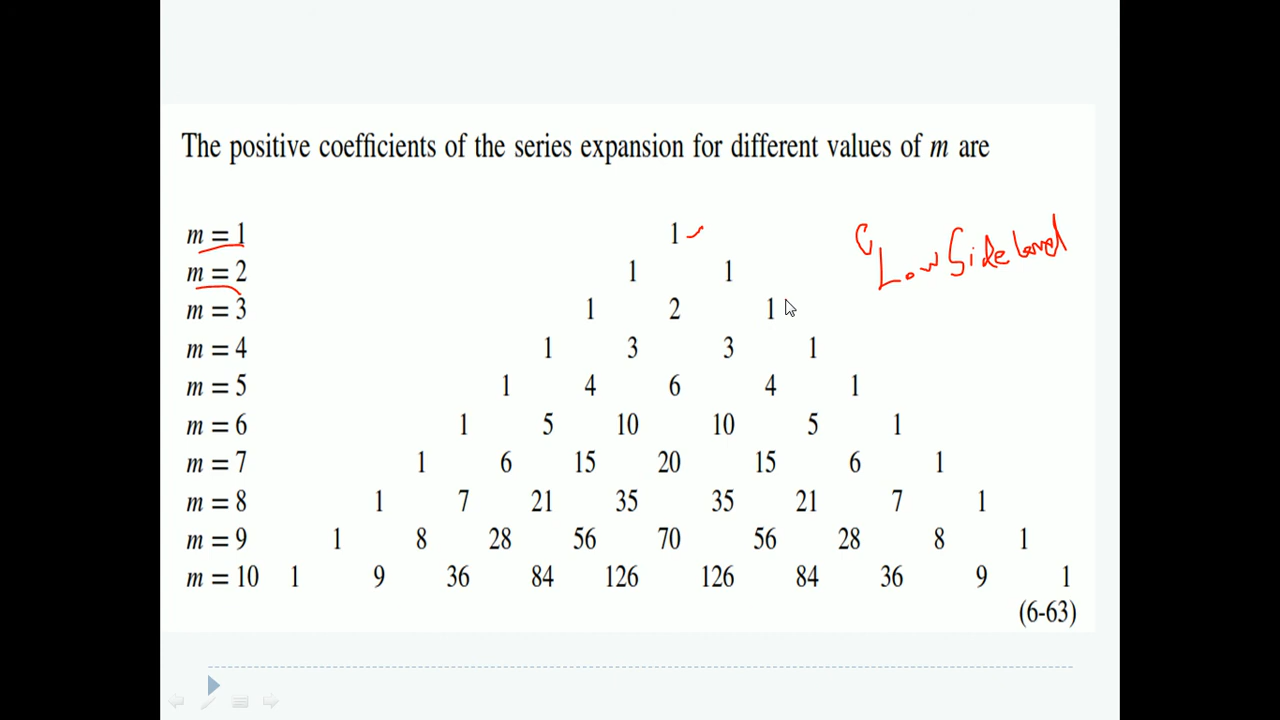 The positive coefficients of the series expansion for different values of m are
m = 1 1
m = 2 1 1
Low Side band
m = 3 1 2 1
m = 4 1 3 3 1
m = 5 1 4 6 4 1
m = 6 1 5 10 10 5 1
m = 7 1 6 15 20 15 6 1
m = 8 1 7 21 35 35 21 7 1
m = 9 1 8 28 56 70 56 28 8 1
m = 10 1 9 36 84 126 126 84 36 9 1
(6-63)